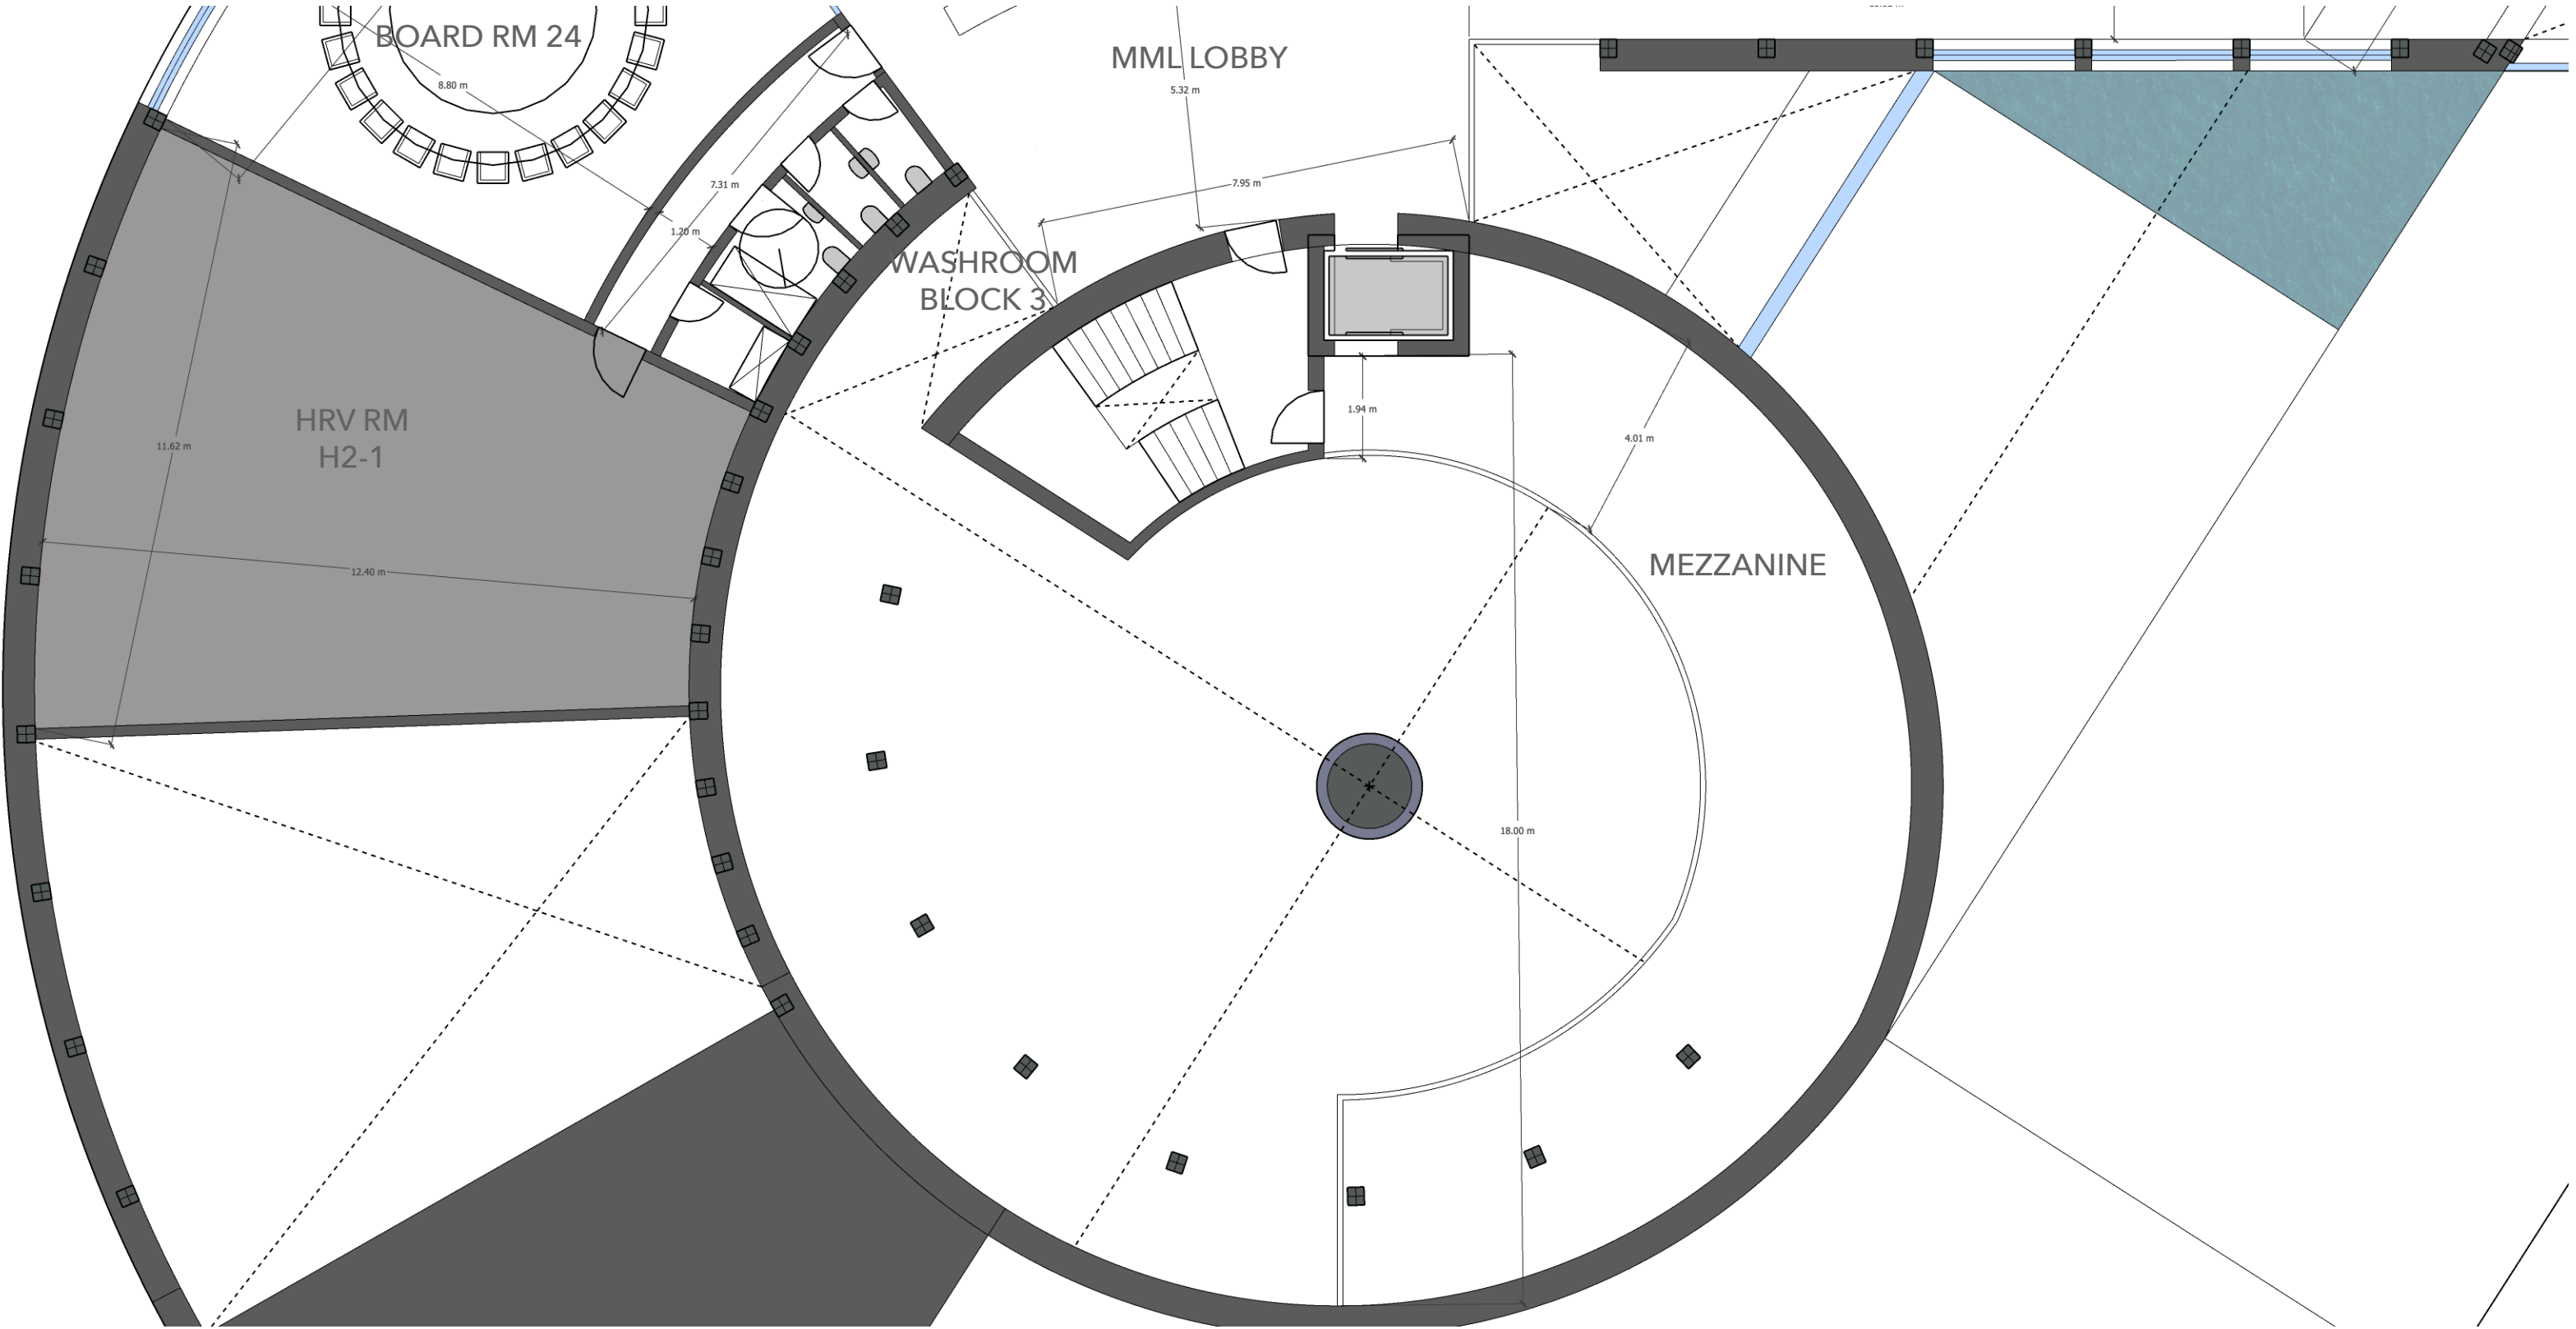 BOARD RM 24
8.80 m
MML LOBBY
5.32 m
7.95 m
7.31 m
1.20 m
WASHROOM
BLOCK 3
HRV RM
H2-1
11.62 m
12.40 m
1.94 m
4.01 m
MEZZANINE
18.00 m